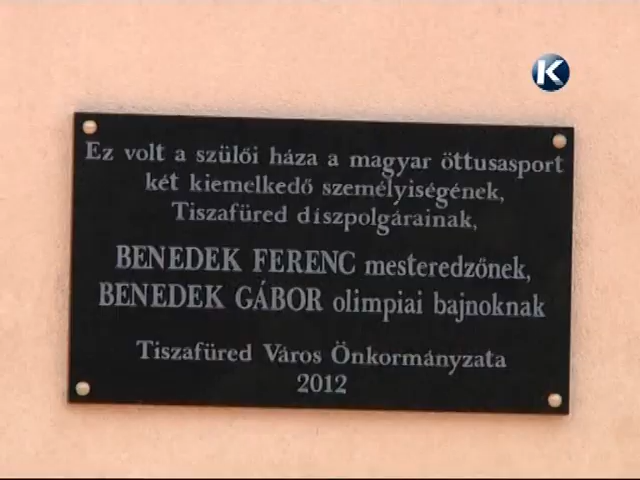 K
Ez volt a szülői háza a magyar öttusasport
két kiemelkedő személyiségének,
Tiszafüred díszpolgárainak,
BENEDEK FERENC mesteredzőnek,
BENEDEK GÁBOR olimpiai bajnoknak
Tiszafüred Város Önkormányzata
2012